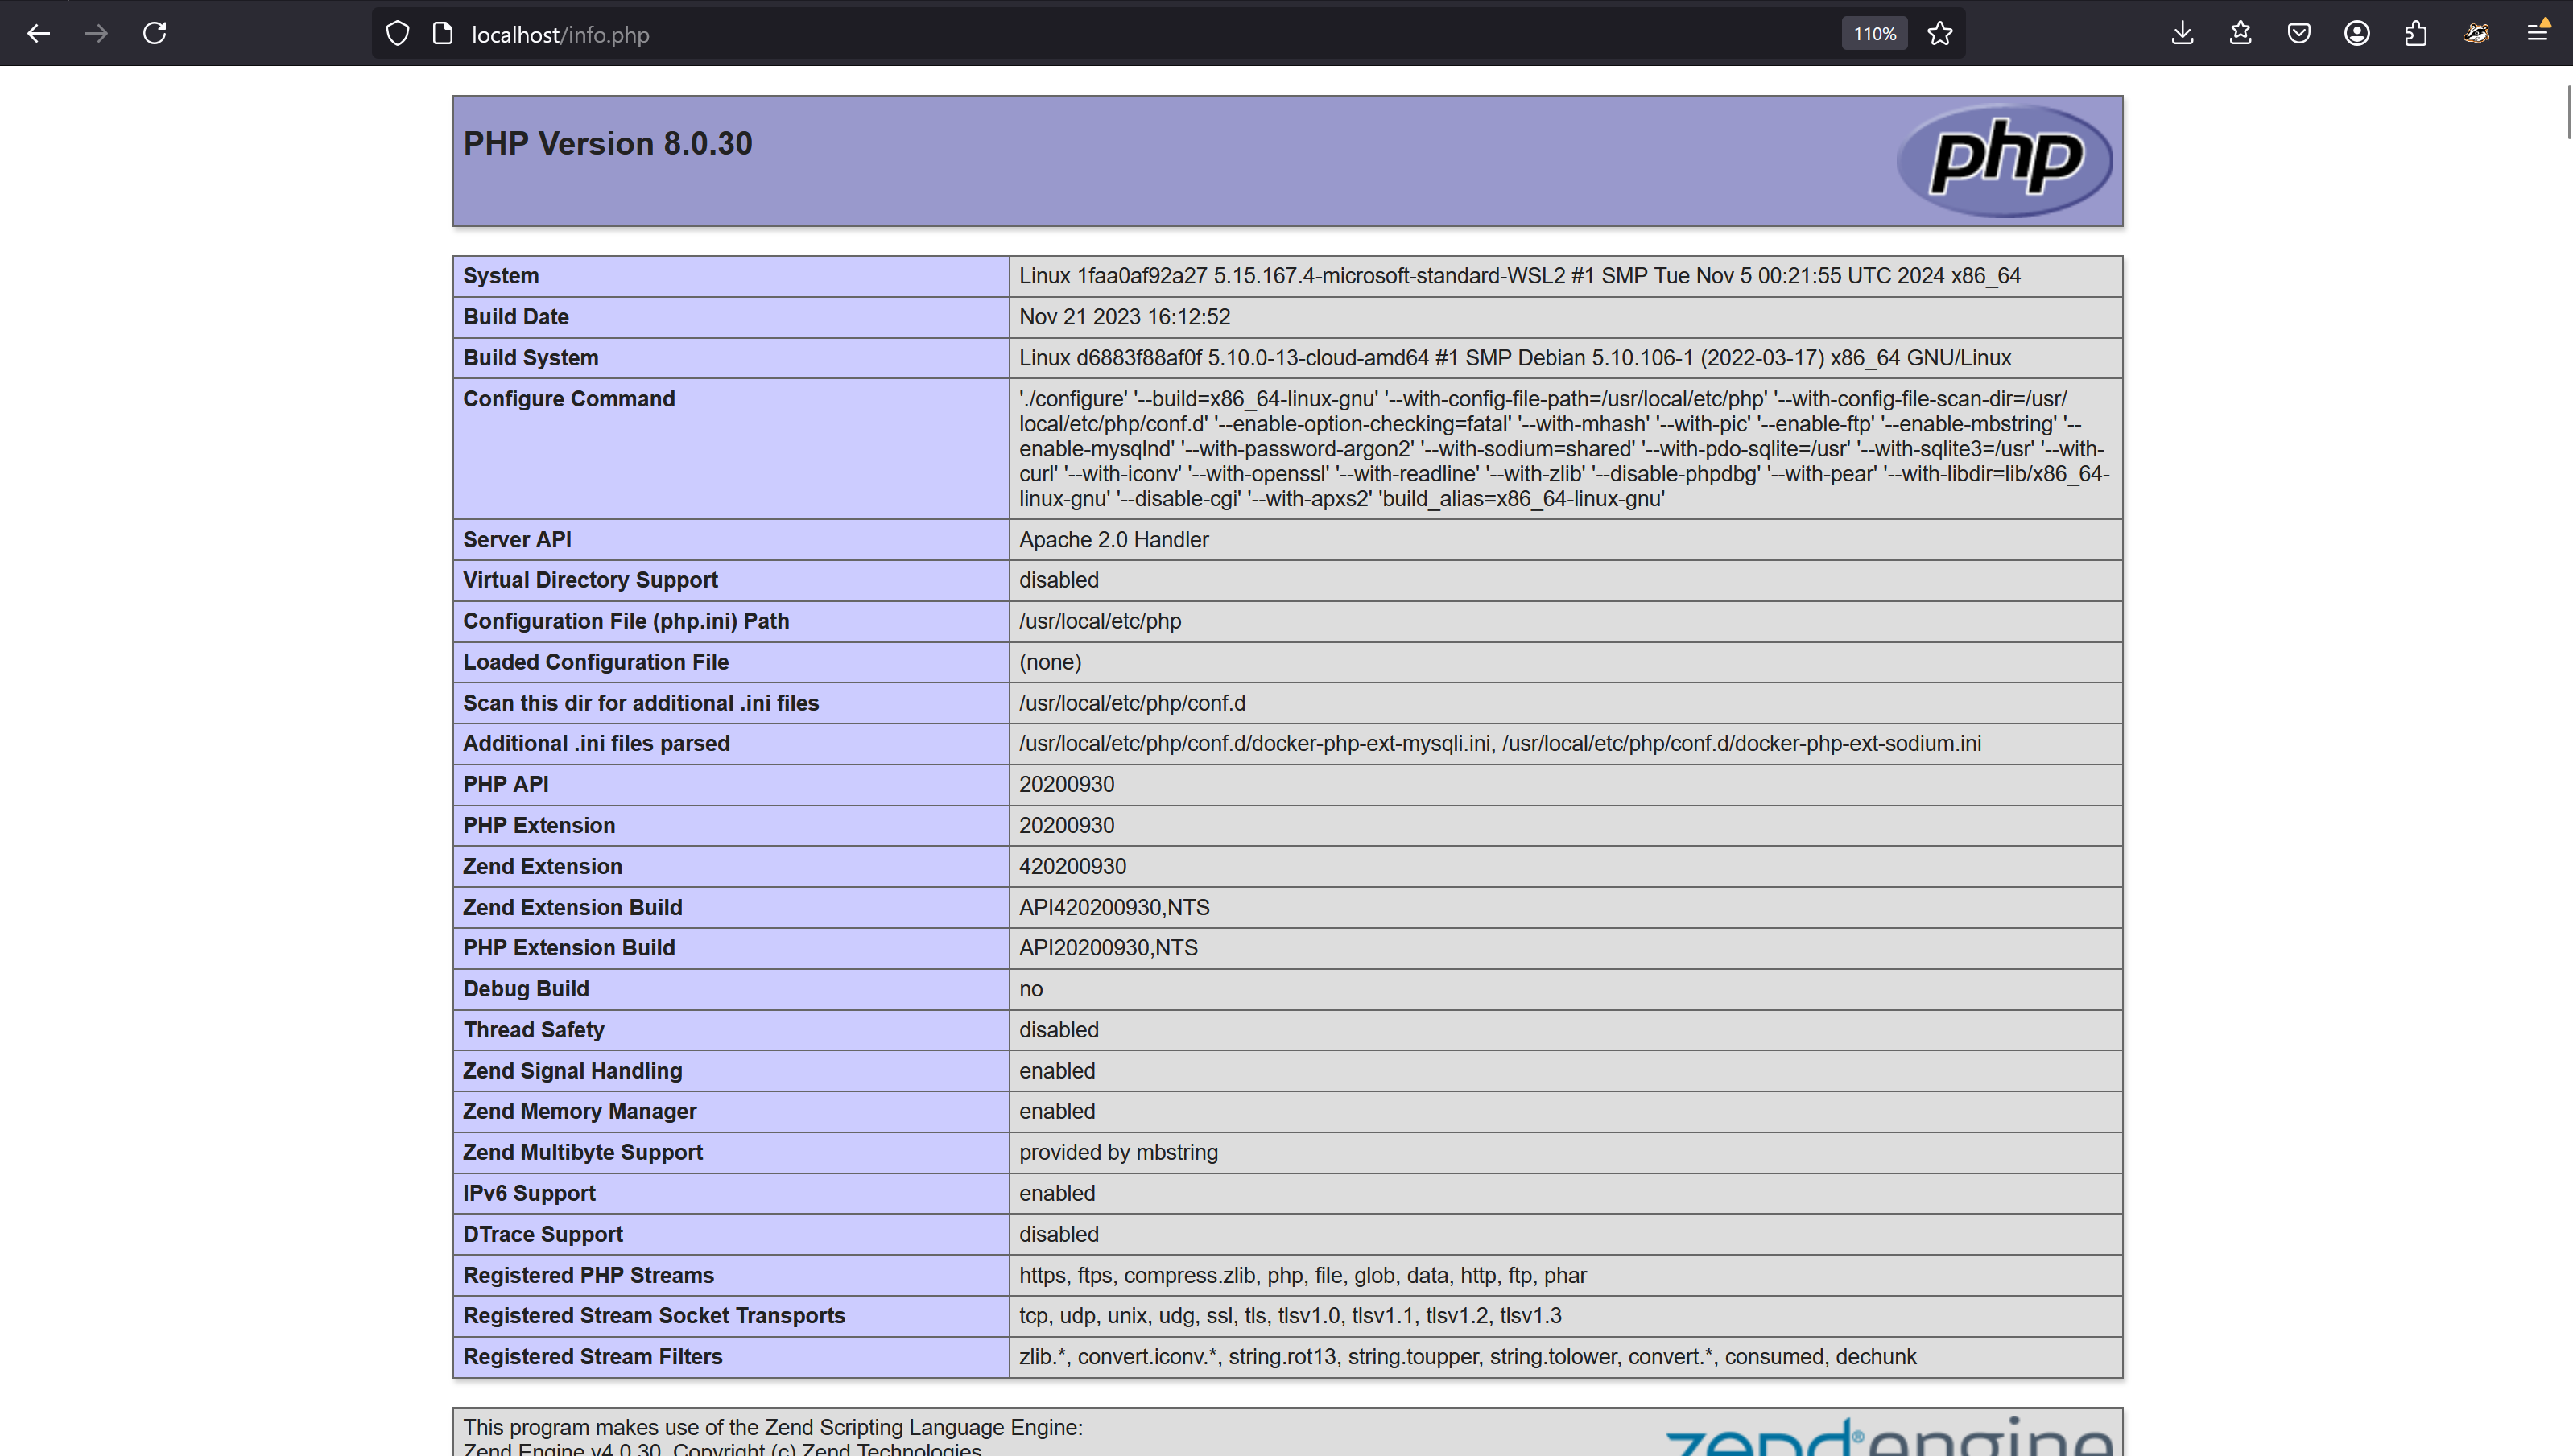 localhost/info.php
110%
PHP Version 8.0.30
php
System Linux 1faa0af92a27 5.15.167.4-microsoft-standard-WSL2 #1 SMP Tue Nov 5 00:21:55 UTC 2024 x86_64
Build Date Nov 21 2023 16:12:52
Build System Linux d6883f88af0f 5.10.0-13-cloud-amd64 #1 SMP Debian 5.10.106-1 (2022-03-17) x86_64 GNU/Linux
Configure Command './configure' '--build=x86_64-linux-gnu' '--with-config-file-path=/usr/local/etc/php' '--with-config-file-scan-dir=/usr/
local/etc/php/conf.d' '--enable-option-checking=fatal' '--with-mhash' '--with-pic' '--enable-ftp' '--enable-mbstring' '--
enable-mysqlnd' '--with-password-argon2' '--with-sodium=shared' '--with-pdo-sqlite=/usr' '--with-sqlite3=/usr' '--with-
curl' '--with-iconv' '--with-openssl' '--with-readline' '--with-zlib' '--disable-phpdbg' '--with-pear' '--with-libdir=lib/x86_64-
linux-gnu' '--disable-cgi' '--with-apxs2' 'build_alias=x86_64-linux-gnu'
Server API Apache 2.0 Handler
Virtual Directory Support disabled
Configuration File (php.ini) Path /usr/local/etc/php
Loaded Configuration File (none)
Scan this dir for additional .ini files /usr/local/etc/php/conf.d
Additional .ini files parsed /usr/local/etc/php/conf.d/docker-php-ext-mysqli.ini, /usr/local/etc/php/conf.d/docker-php-ext-sodium.ini
PHP API 20200930
PHP Extension 20200930
Zend Extension 420200930
Zend Extension Build API420200930,NTS
PHP Extension Build API20200930,NTS
Debug Build no
Thread Safety disabled
Zend Signal Handling enabled
Zend Memory Manager enabled
Zend Multibyte Support provided by mbstring
IPv6 Support enabled
DTrace Support disabled
Registered PHP Streams https, ftps, compress.zlib, php, file, glob, data, http, ftp, phar
Registered Stream Socket Transports tcp, udp, unix, udg, ssl, tls, tlsv1.0, tlsv1.1, tlsv1.2, tlsv1.3
Registered Stream Filters zlib.*, convert.iconv.*, string.rot13, string.toupper, string.tolower, convert.*, consumed, dechunk
This program makes use of the Zend Scripting Language Engine:
Zend Engine v4.0.30, Copyright (c) Zend Technologies
zend® engine